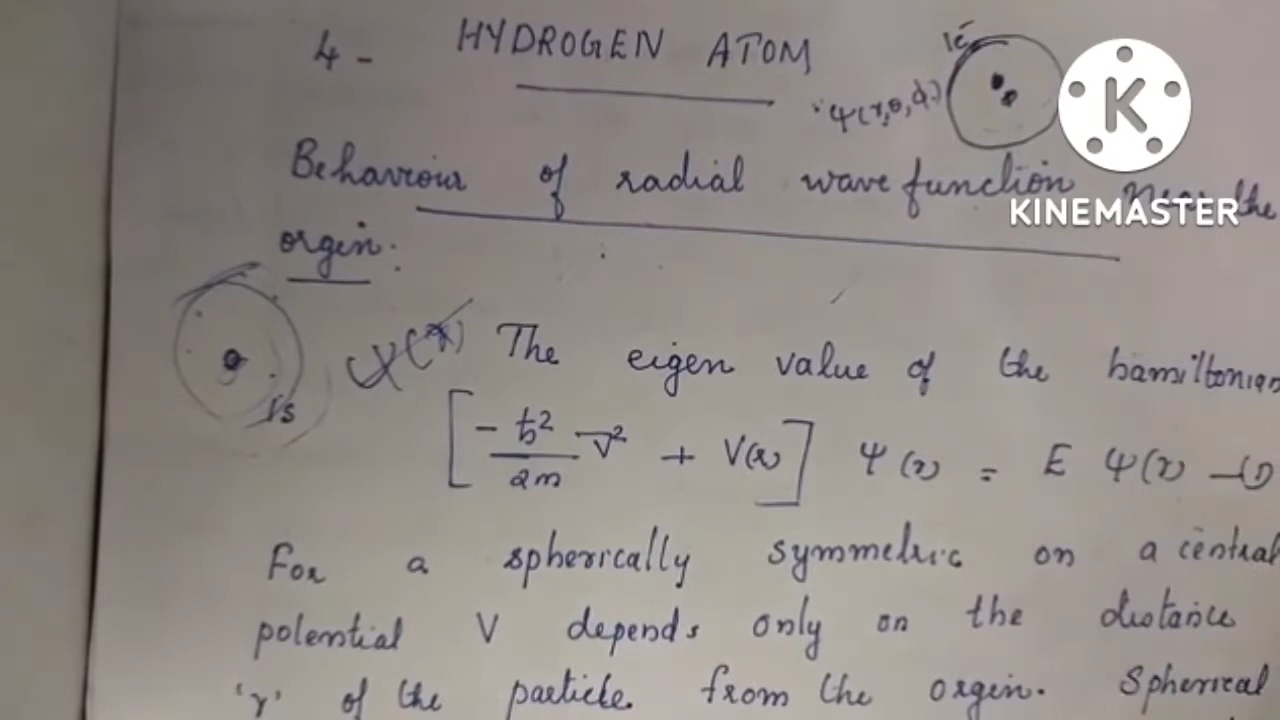 4 - HYDROGEN ATOM
1e⁻
ψ(r,θ,φ)
K
KINEMASTER
Behaviour of radial wave function near the
orgin:
1s
The eigen value of the hamiltonian
[-ħ²/2m ∇² + V(r)] Ψ(r) = E Ψ(r) —(1)
For a spherically symmetric on a central
potential V depends only on the distance
'r' of the particle from the orgin. Spherical